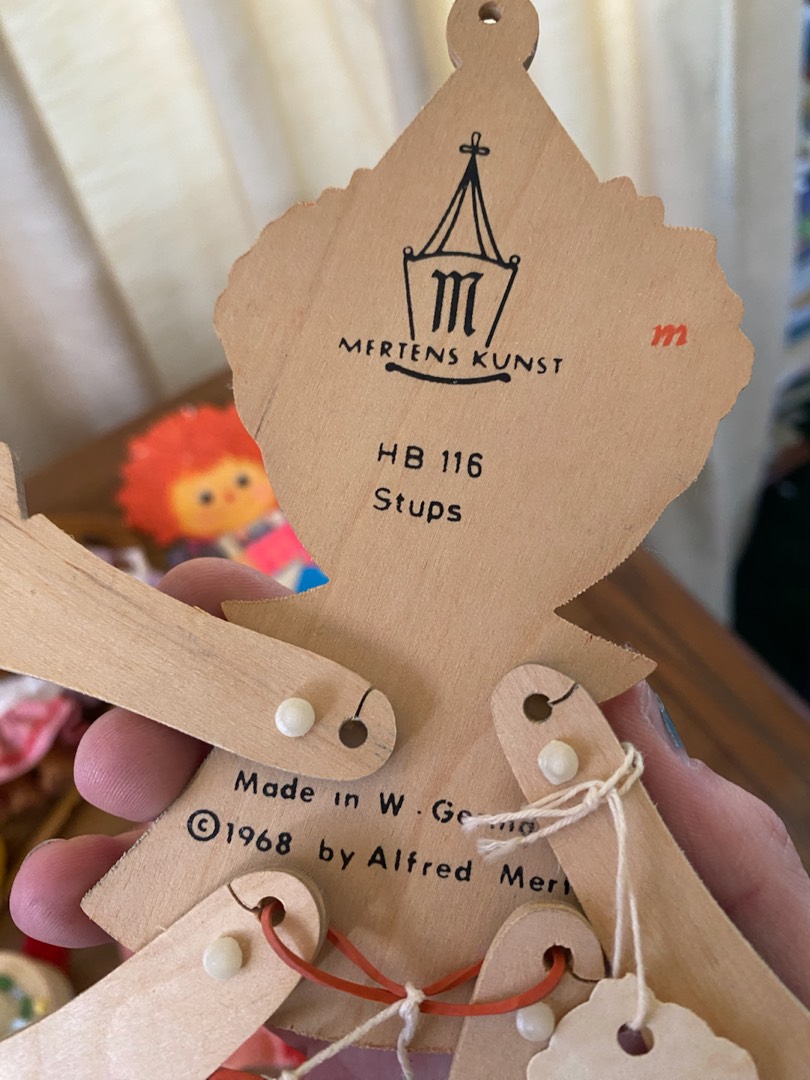 m
MERTENS KUNST
m
HB 116
Stups
Made in W. Ge
©1968 by Alfred Mer